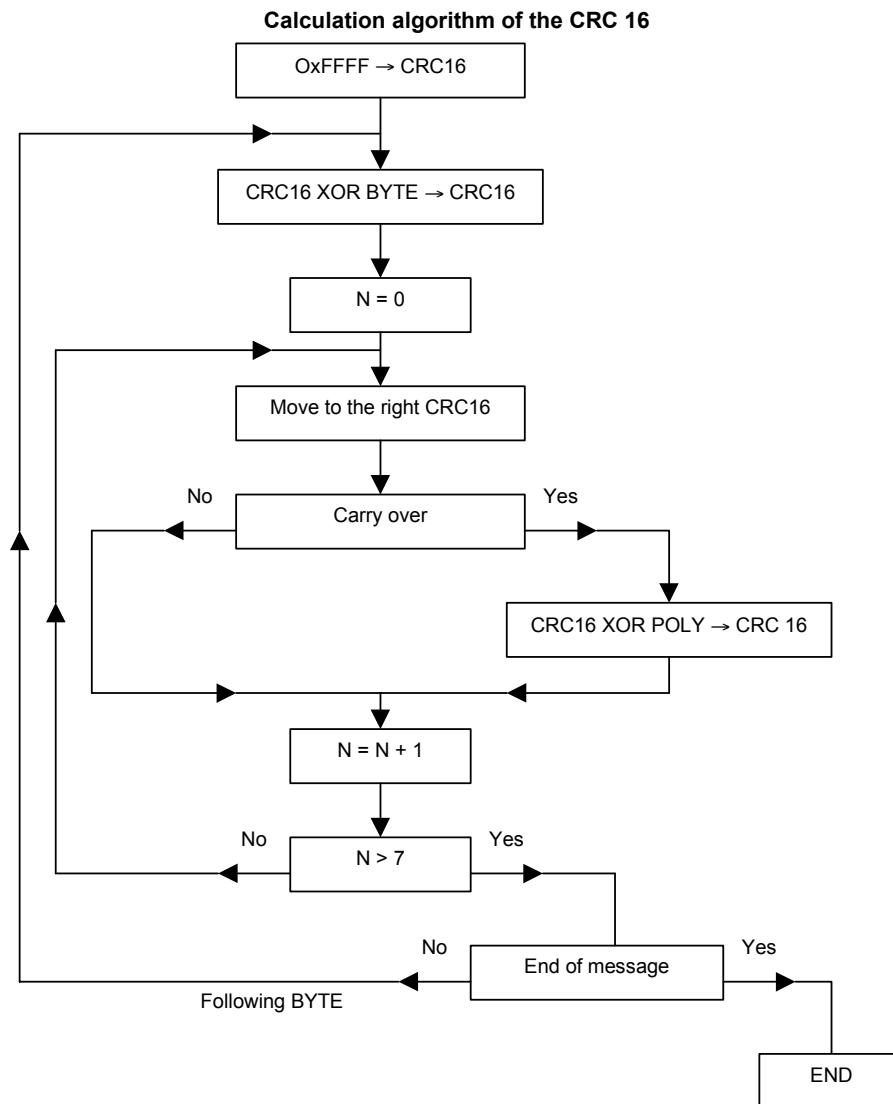 Calculation algorithm of the CRC 16
OxFFFF → CRC16
CRC16 XOR BYTE → CRC16
N = 0
Move to the right CRC16
No
Carry over
Yes
CRC16 XOR POLY → CRC 16
N = N + 1
No
N > 7
Yes
No
End of message
Yes
Following BYTE
END